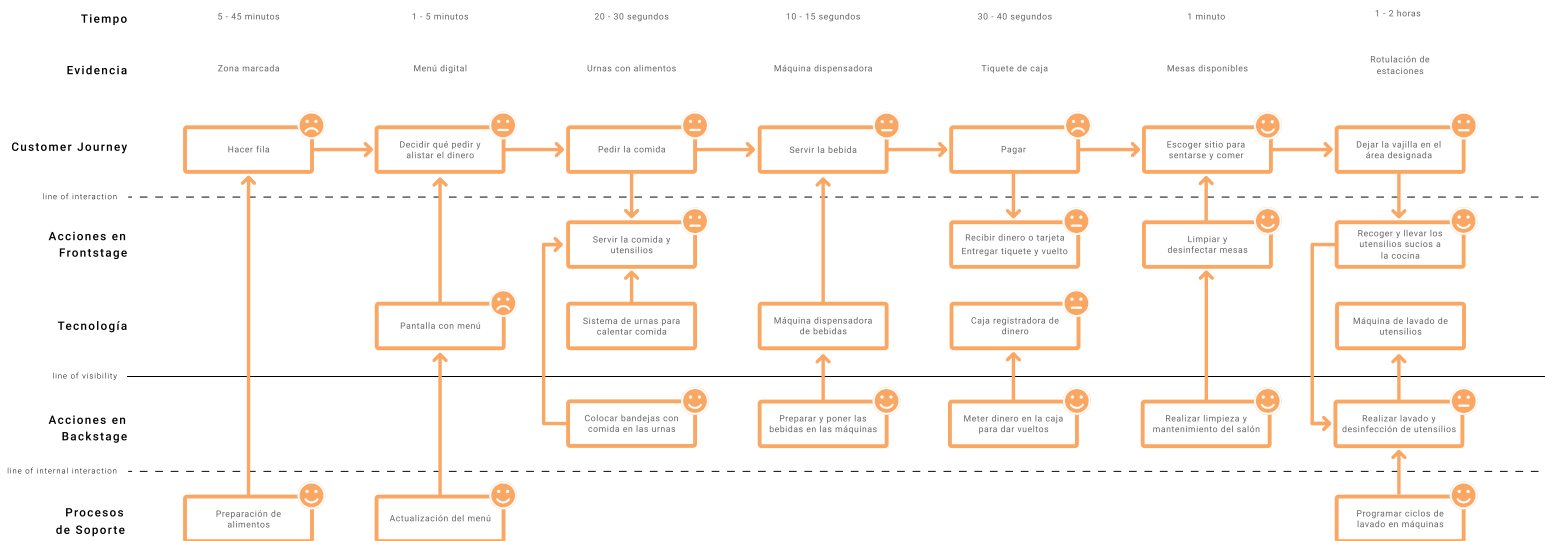 Tiempo
5 - 45 minutos
1 - 5 minutos
20 - 30 segundos
10 - 15 segundos
30 - 40 segundos
1 minuto
1 - 2 horas
Evidencia
Zona marcada
Menú digital
Urnas con alimentos
Máquina dispensadora
Tiquete de caja
Mesas disponibles
Rotulación de
estaciones
Customer Journey
Hacer fila
Decidir qué pedir y
alistar el dinero
Pedir la comida
Servir la bebida
Pagar
Escoger sitio para
sentarse y comer
Dejar la vajilla en el
área designada
line of interaction
Acciones en
Frontstage
Servir la comida y
utensilios
Recibir dinero o tarjeta
Entregar tiquete y vuelto
Limpiar y
desinfectar mesas
Recoger y llevar los
utensilios sucios a
la cocina
Tecnología
Pantalla con menú
Sistema de urnas para
calentar comida
Máquina dispensadora
de bebidas
Caja registradora de
dinero
Máquina de lavado de
utensilios
line of visibility
Acciones en
Backstage
Colocar bandejas con
comida en las urnas
Preparar y poner las
bebidas en las máquinas
Meter dinero en la caja
para dar vueltos
Realizar limpieza y
mantenimiento del salón
Realizar lavado y
desinfección de utensilios
line of internal interaction
Procesos
de Soporte
Preparación de
alimentos
Actualización del menú
Programar ciclos de
lavado en máquinas